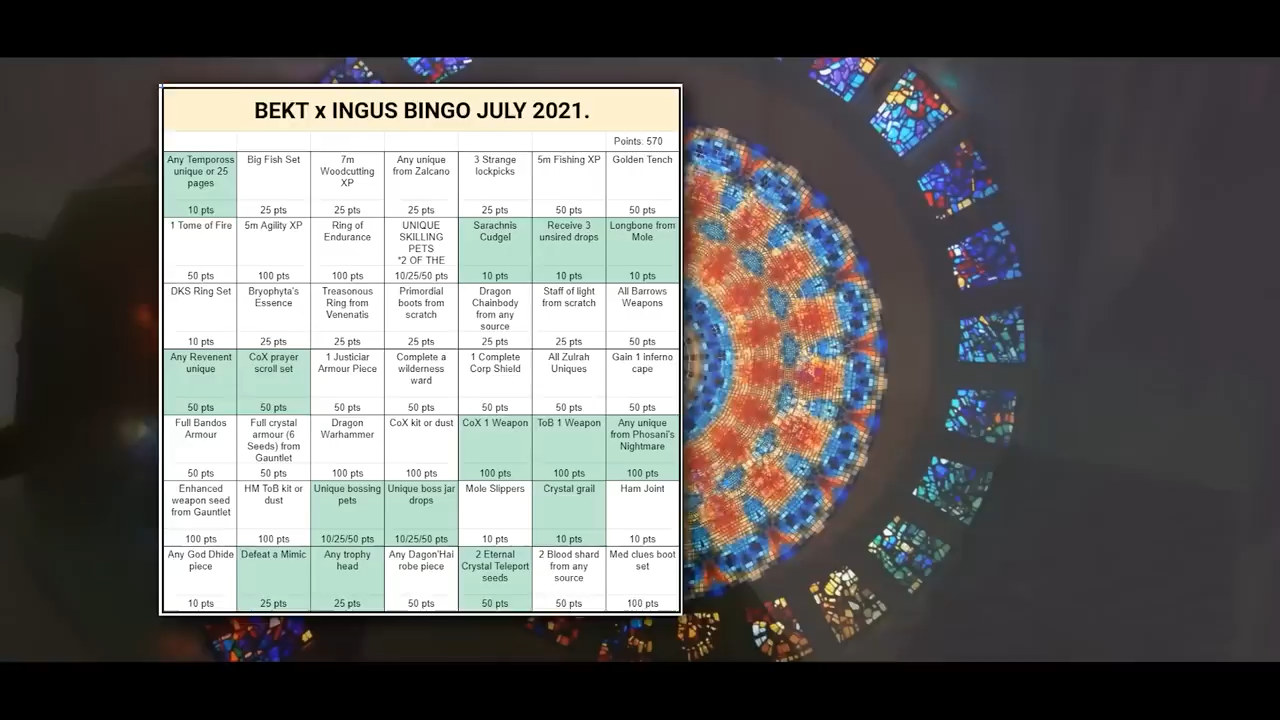 BEKT x INGUS BINGO JULY 2021.
Points: 570
Any Tempoross
unique or 25
pages
10 pts
Big Fish Set
25 pts
7m
Woodcutting
XP
25 pts
Any unique
from Zalcano
25 pts
3 Strange
lockpicks
25 pts
5m Fishing XP
50 pts
Golden Tench
50 pts
1 Tome of Fire
50 pts
5m Agility XP
100 pts
Ring of
Endurance
100 pts
UNIQUE
SKILLING
PETS
*2 OF THE
10/25/50 pts
Sarachnis
Cudgel
10 pts
Receive 3
unsired drops
10 pts
Longbone from
Mole
10 pts
DKS Ring Set
10 pts
Bryophyta's
Essence
25 pts
Treasonous
Ring from
Venenatis
25 pts
Primordial
boots from
scratch
25 pts
Dragon
Chainbody
from any
source
25 pts
Staff of light
from scratch
25 pts
All Barrows
Weapons
50 pts
Any Revenent
unique
50 pts
CoX prayer
scroll set
50 pts
1 Justiciar
Armour Piece
50 pts
Complete a
wilderness
ward
50 pts
1 Complete
Corp Shield
50 pts
All Zulrah
Uniques
50 pts
Gain 1 inferno
cape
50 pts
Full Bandos
Armour
50 pts
Full crystal
armour (6
Seeds) from
Gauntlet
50 pts
Dragon
Warhammer
100 pts
CoX kit or dust
100 pts
CoX 1 Weapon
100 pts
ToB 1 Weapon
100 pts
Any unique
from Phosani's
Nightmare
100 pts
Enhanced
weapon seed
from Gauntlet
100 pts
HM ToB kit or
dust
100 pts
Unique bossing
pets
10/25/50 pts
Unique boss jar
drops
10/25/50 pts
Mole Slippers
10 pts
Crystal grail
10 pts
Ham Joint
10 pts
Any God Dhide
piece
10 pts
Defeat a Mimic
25 pts
Any trophy
head
25 pts
Any Dagon'Hai
robe piece
50 pts
2 Eternal
Crystal Teleport
seeds
50 pts
2 Blood shard
from any
source
50 pts
Med clues boot
set
100 pts